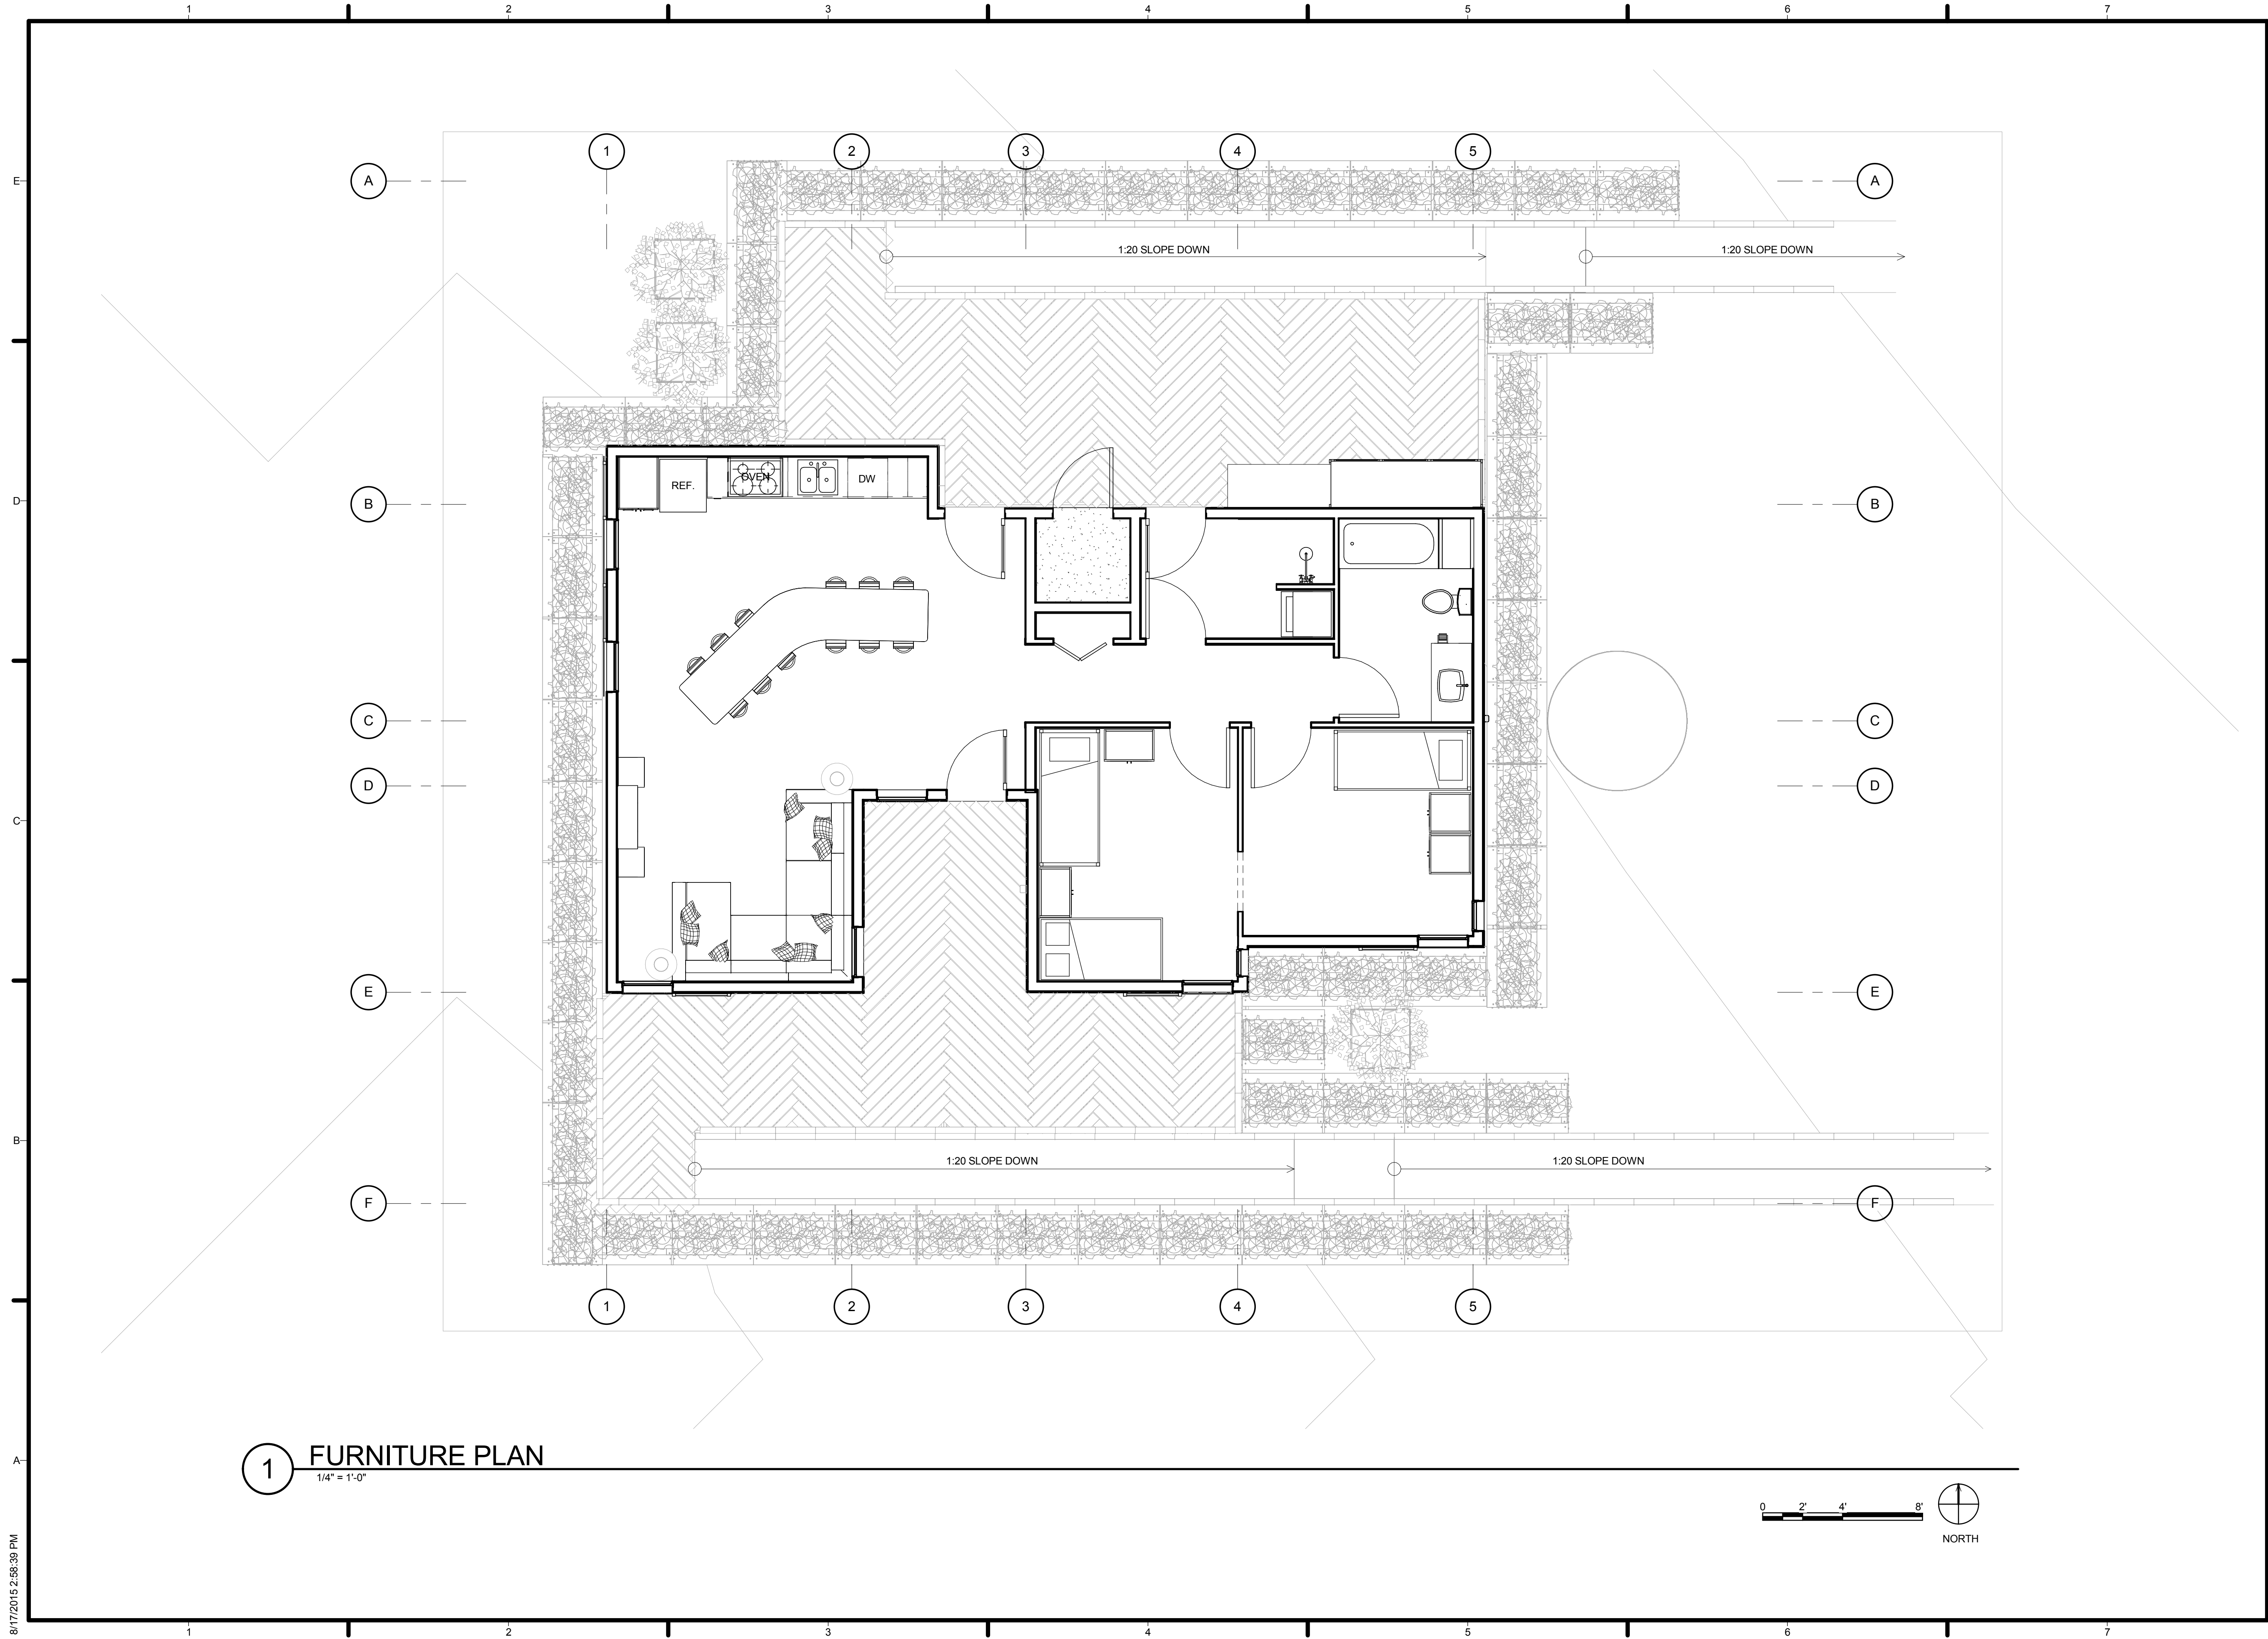 1 2 3 4 5 6 7
1 2 3 4 5
E
A A
1:20 SLOPE DOWN 1:20 SLOPE DOWN
REF. OVEN DW
D
B B
C C
D D
C
E E
B
1:20 SLOPE DOWN 1:20 SLOPE DOWN
F F
1 2 3 4 5
A
1 FURNITURE PLAN
1/4" = 1'-0"
0 2' 4' 8'
NORTH
8/17/2015 2:58:39 PM
1 2 3 4 5 6 7